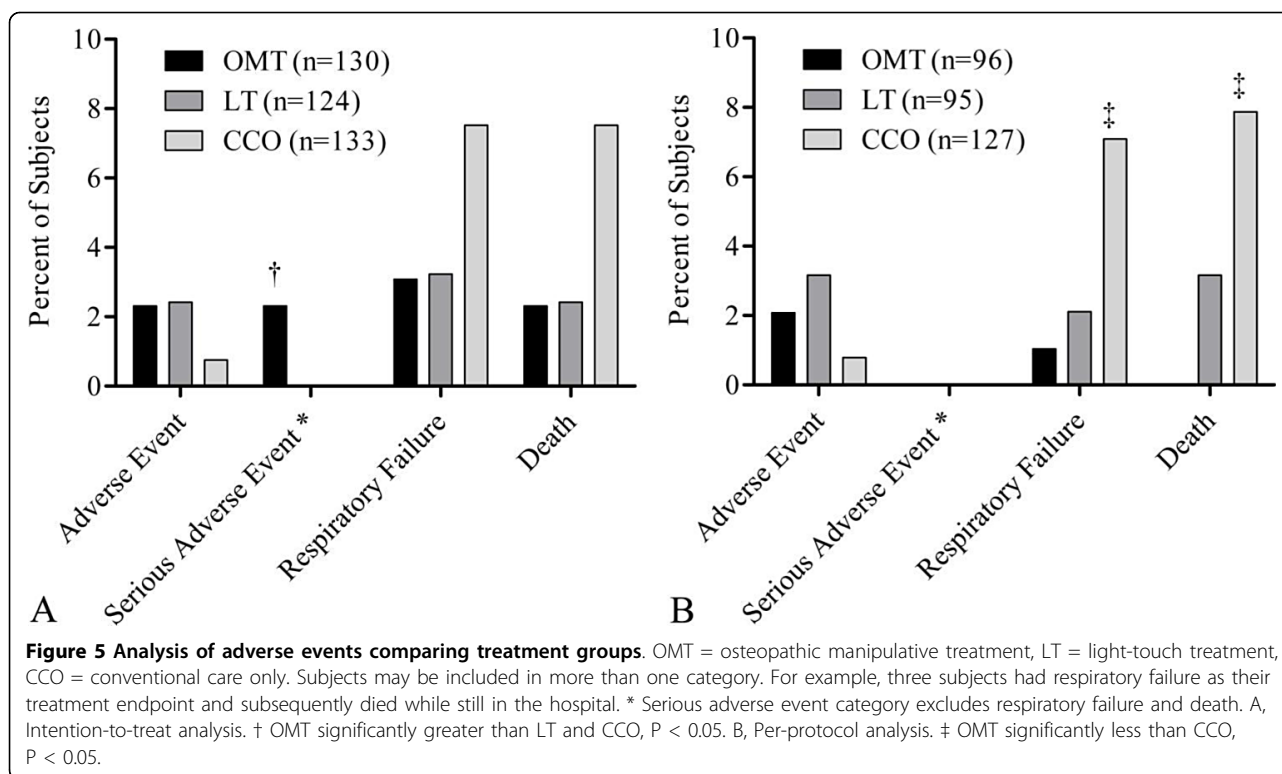 10
8
6
4
2
0
Percent of Subjects
OMT (n=130)
LT (n=124)
CCO (n=133)
†
Adverse Event
Serious Adverse Event *
Respiratory Failure
Death
A
10
8
6
4
2
0
Percent of Subjects
OMT (n=96)
LT (n=95)
CCO (n=127)
‡
‡
Adverse Event
Serious Adverse Event *
Respiratory Failure
Death
B
Figure 5 Analysis of adverse events comparing treatment groups. OMT = osteopathic manipulative treatment, LT = light-touch treatment,
CCO = conventional care only. Subjects may be included in more than one category. For example, three subjects had respiratory failure as their
treatment endpoint and subsequently died while still in the hospital. * Serious adverse event category excludes respiratory failure and death. A,
Intention-to-treat analysis. † OMT significantly greater than LT and CCO, P < 0.05. B, Per-protocol analysis. ‡ OMT significantly less than CCO,
P < 0.05.